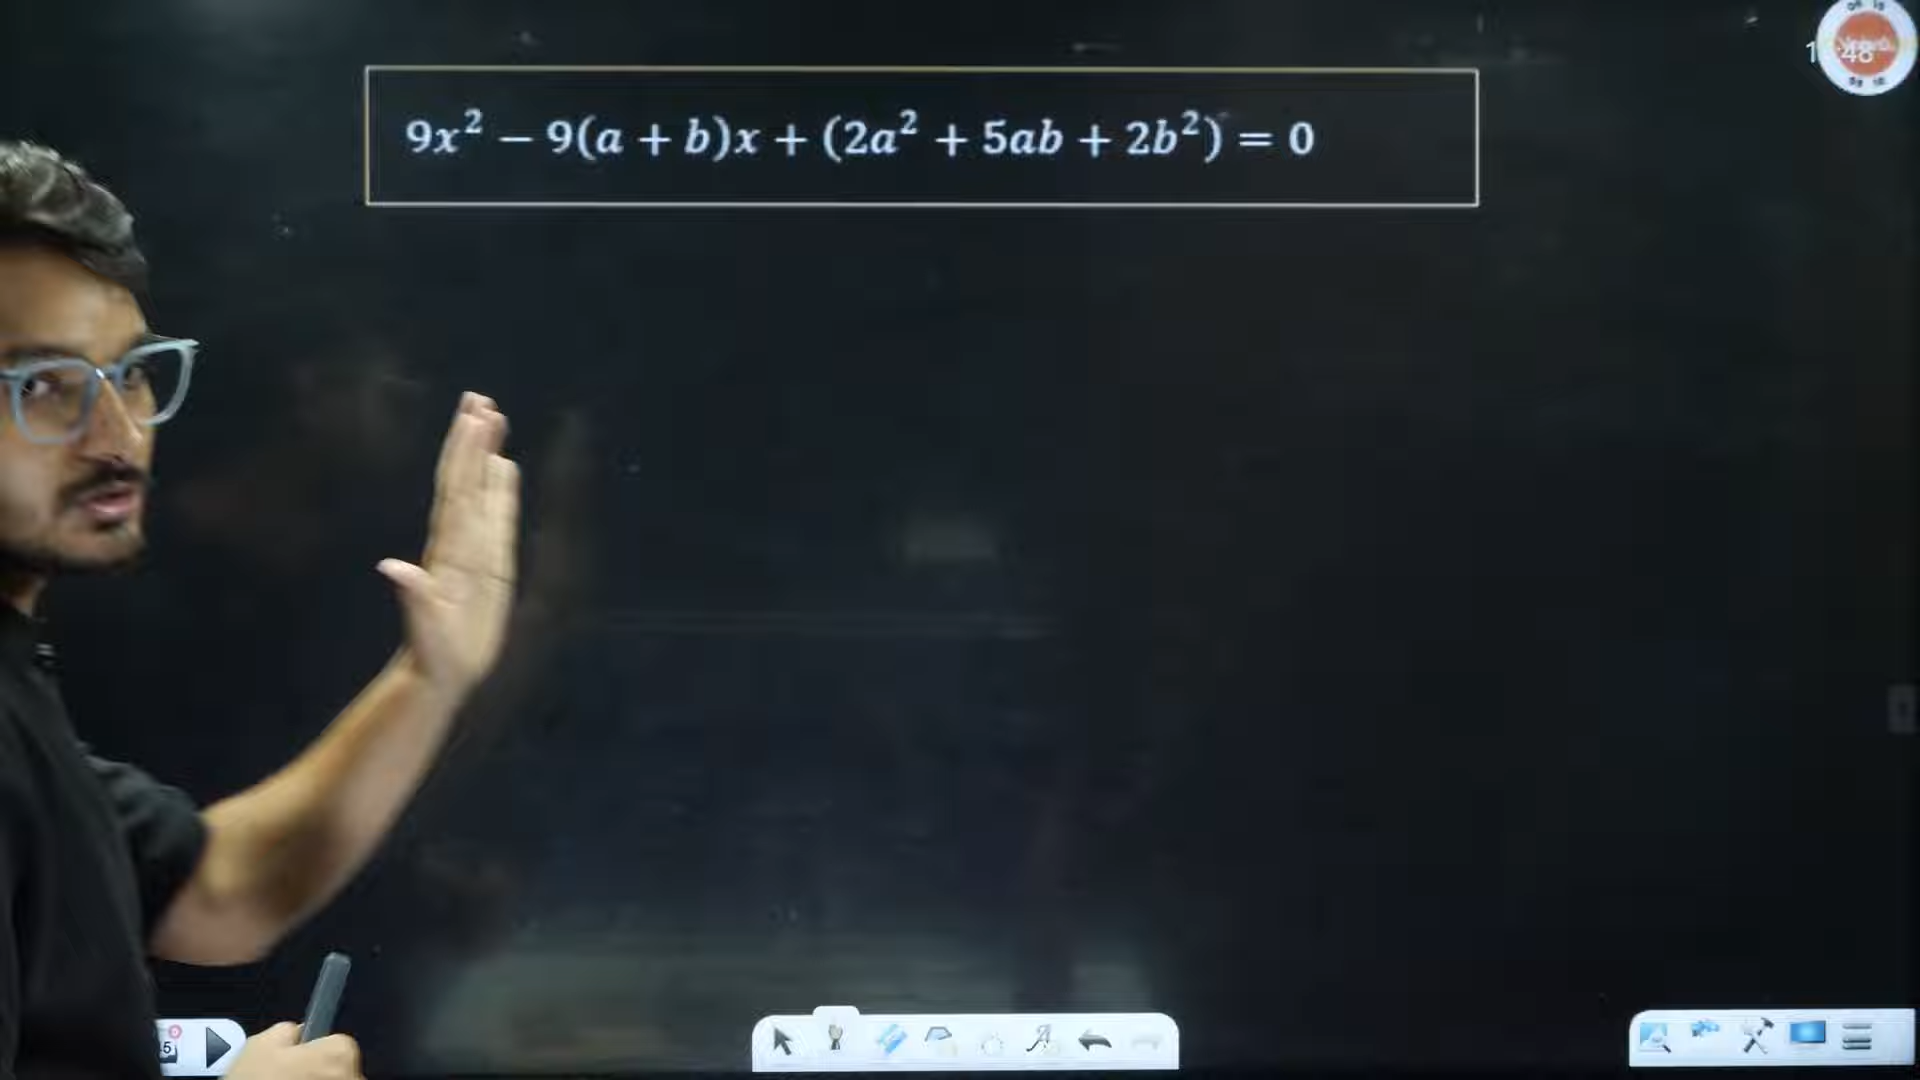 9x² − 9(a + b)x + (2a² + 5ab + 2b²) = 0